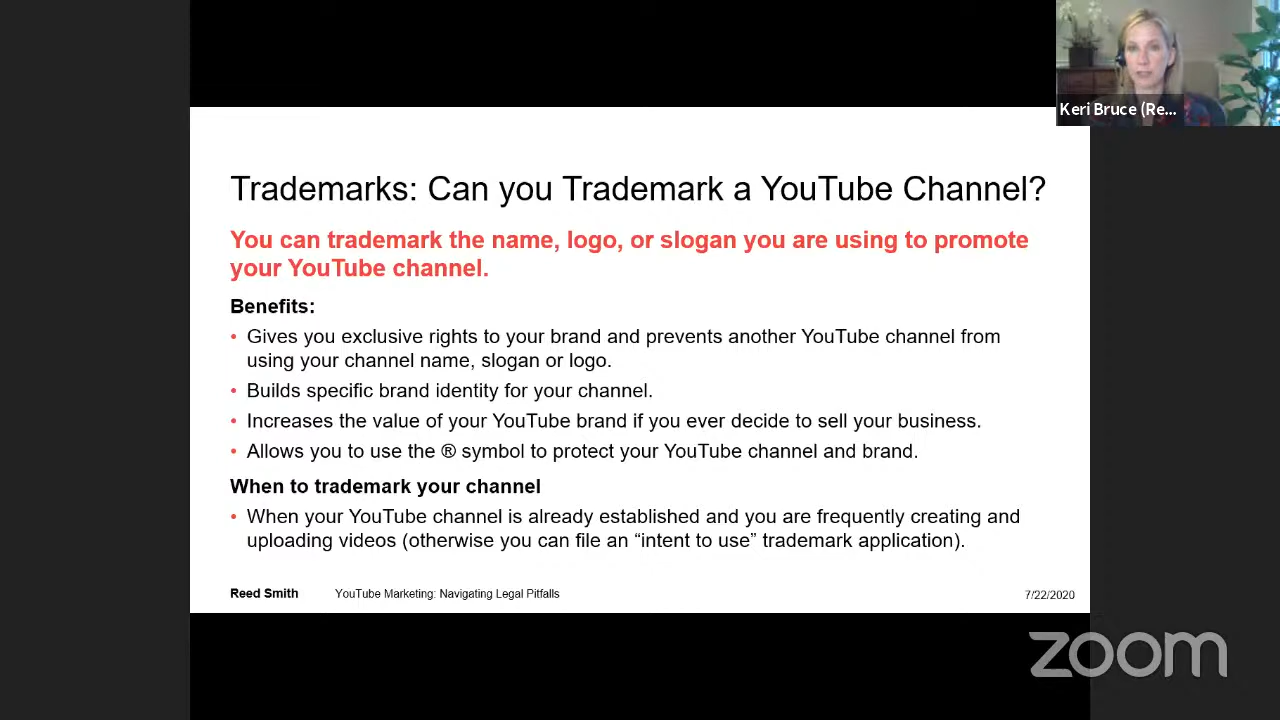 Keri Bruce (Re...
Trademarks: Can you Trademark a YouTube Channel?
You can trademark the name, logo, or slogan you are using to promote
your YouTube channel.
Benefits:
• Gives you exclusive rights to your brand and prevents another YouTube channel from
using your channel name, slogan or logo.
• Builds specific brand identity for your channel.
• Increases the value of your YouTube brand if you ever decide to sell your business.
• Allows you to use the ® symbol to protect your YouTube channel and brand.
When to trademark your channel
• When your YouTube channel is already established and you are frequently creating and
uploading videos (otherwise you can file an “intent to use” trademark application).
Reed Smith YouTube Marketing: Navigating Legal Pitfalls 7/22/2020
zoom